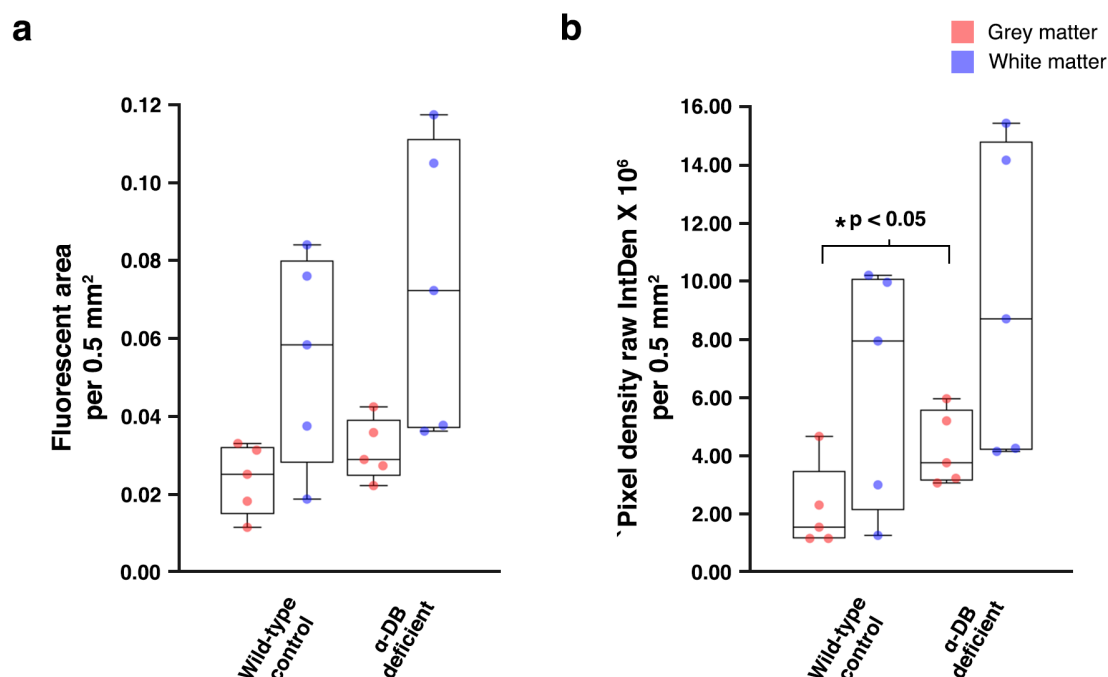 a
b
Grey matter
White matter
Fluorescent area
per 0.5 mm²
0.12
0.10
0.08
0.06
0.04
0.02
0.00
Wild-type
control
α-DB
deficient
`Pixel density raw IntDen X 10⁶
per 0.5 mm²
16.00
14.00
12.00
10.00
8.00
6.00
4.00
2.00
0.00
*p < 0.05
Wild-type
control
α-DB
deficient